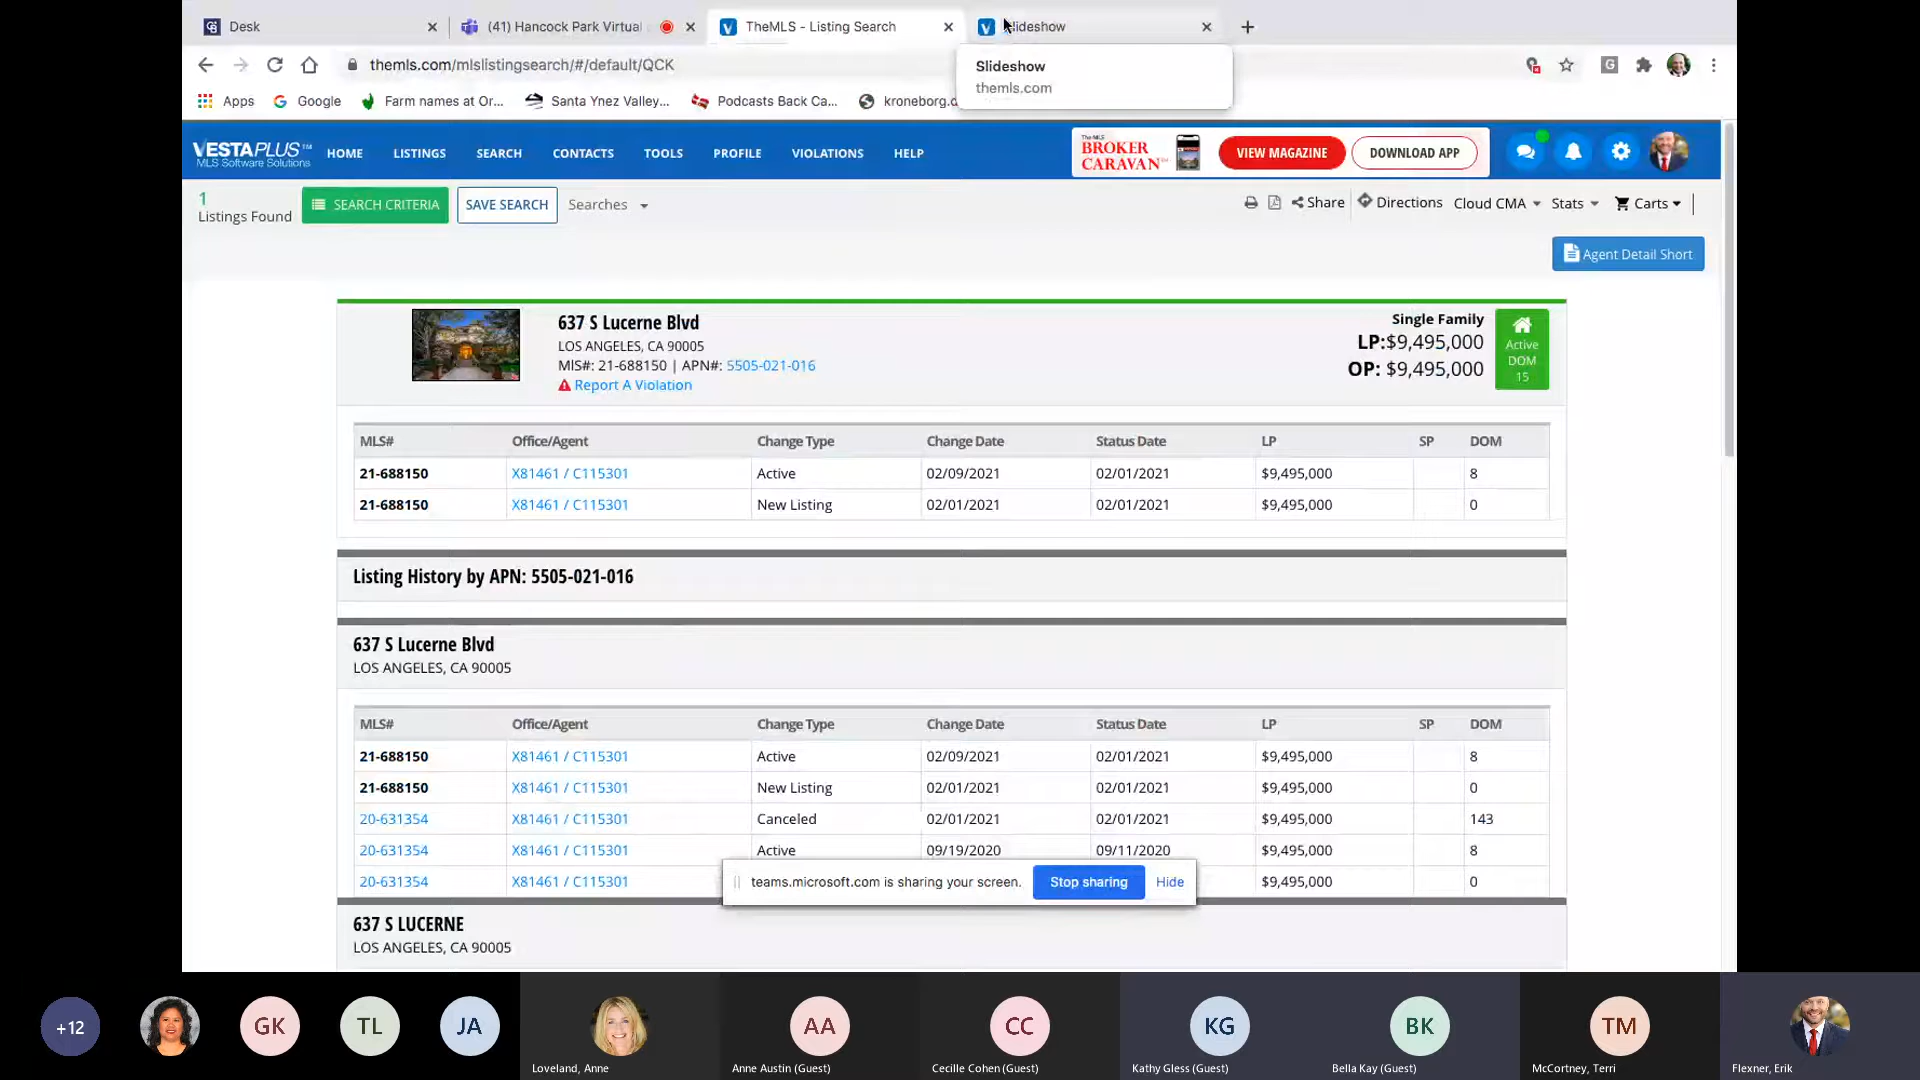 Desk
(41) Hancock Park Virtual
TheMLS - Listing Search
Slideshow
themls.com/mlslistingsearch/#/default/QCK
Slideshow
themls.com
Apps
Google
Farm names at Or...
Santa Ynez Valley...
Podcasts Back Ca...
kroneborg.d
VESTAPLUS™
MLS Software Solutions
HOME
LISTINGS
SEARCH
CONTACTS
TOOLS
PROFILE
VIOLATIONS
HELP
The MLS
BROKER
CARAVAN™
VIEW MAGAZINE
DOWNLOAD APP
1
Listings Found
SEARCH CRITERIA
SAVE SEARCH
Searches
Share
Directions
Cloud CMA
Stats
Carts
Agent Detail Short
637 S Lucerne Blvd
LOS ANGELES, CA 90005
MlS#: 21-688150 | APN#: 5505-021-016
Report A Violation
Single Family
LP:$9,495,000
OP: $9,495,000
Active
DOM
15
MLS# Office/Agent Change Type Change Date Status Date LP SP DOM
21-688150 X81461 / C115301 Active 02/09/2021 02/01/2021 $9,495,000 8
21-688150 X81461 / C115301 New Listing 02/01/2021 02/01/2021 $9,495,000 0
Listing History by APN: 5505-021-016
637 S Lucerne Blvd
LOS ANGELES, CA 90005
MLS# Office/Agent Change Type Change Date Status Date LP SP DOM
21-688150 X81461 / C115301 Active 02/09/2021 02/01/2021 $9,495,000 8
21-688150 X81461 / C115301 New Listing 02/01/2021 02/01/2021 $9,495,000 0
20-631354 X81461 / C115301 Canceled 02/01/2021 02/01/2021 $9,495,000 143
20-631354 X81461 / C115301 Active 09/19/2020 09/11/2020 $9,495,000 8
20-631354 X81461 / C115301 $9,495,000 0
teams.microsoft.com is sharing your screen.
Stop sharing
Hide
637 S LUCERNE
LOS ANGELES, CA 90005
+12
GK
TL
JA
AA
CC
KG
BK
TM
Loveland, Anne
Anne Austin (Guest)
Cecille Cohen (Guest)
Kathy Gless (Guest)
Bella Kay (Guest)
McCortney, Terri
Flexner, Erik